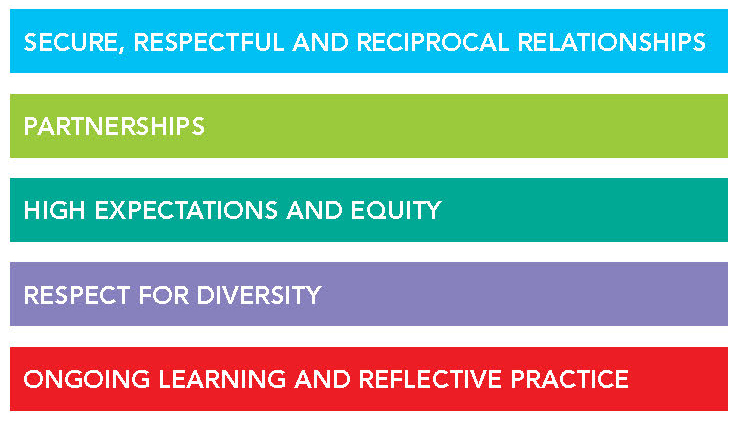 SECURE, RESPECTFUL AND RECIPROCAL RELATIONSHIPS
PARTNERSHIPS
HIGH EXPECTATIONS AND EQUITY
RESPECT FOR DIVERSITY
ONGOING LEARNING AND REFLECTIVE PRACTICE